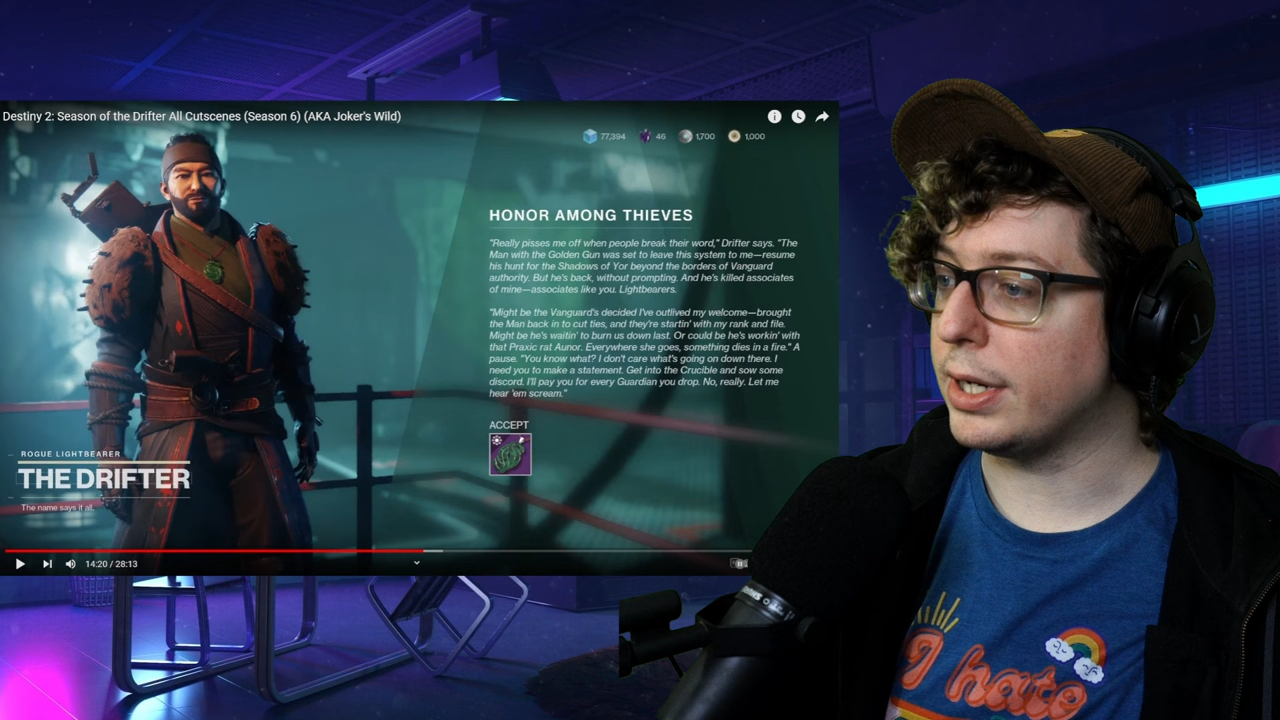 Destiny 2: Season of the Drifter All Cutscenes (Season 6) (AKA Joker's Wild)
77,394 46 1,700 1,000
HONOR AMONG THIEVES
"Really pisses me off when people break their word," Drifter says. "The
Man with the Golden Gun was set to leave this system to me—resume
his hunt for the Shadows of Yor beyond the borders of Vanguard
authority. But he's back, without prompting. And he's killed associates
of mine—associates like you. Lightbearers.
"Might be the Vanguard's decided I've outlived my welcome—brought
the Man back in to cut ties, and they're startin' with my rank and file.
Might be he's waitin' to burn us down last. Or could be he's workin' with
that Praxic rat Aunor. Everywhere she goes, something dies in a fire." A
pause. "You know what? I don't care what's going on down there. I
need you to make a statement. Get into the Crucible and sow some
discord. I'll pay you for every Guardian you drop. No, really. Let me
hear 'em scream."
ACCEPT
ROGUE LIGHTBEARER
THE DRIFTER
The name says it all.
14:20 / 28:13
I hate